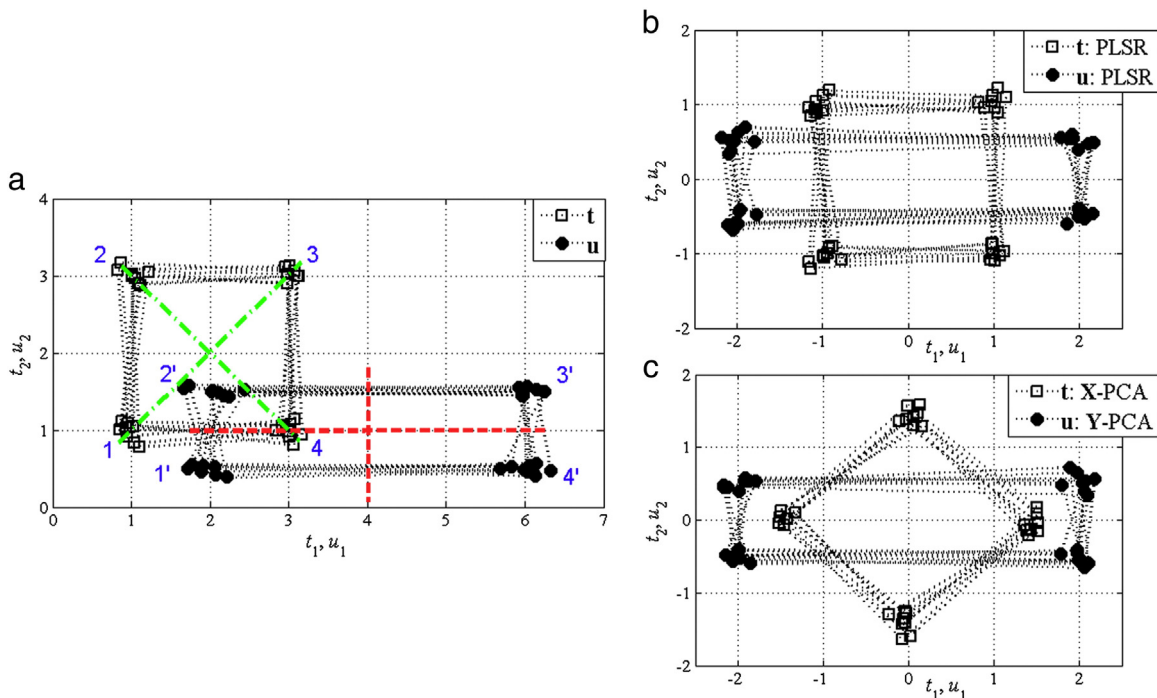 a
t₂, u₂
4
3
2
1
0
0 1 2 3 4 5 6 7
t₁, u₁
t
u
2 3
1 4
2' 3'
1' 4'
b
t₂, u₂
2
1
0
-1
-2
-2 -1 0 1 2
t: PLSR
u: PLSR
c
t₂, u₂
2
1
0
-1
-2
-2 -1 0 1 2
t₁, u₁
t: X-PCA
u: Y-PCA